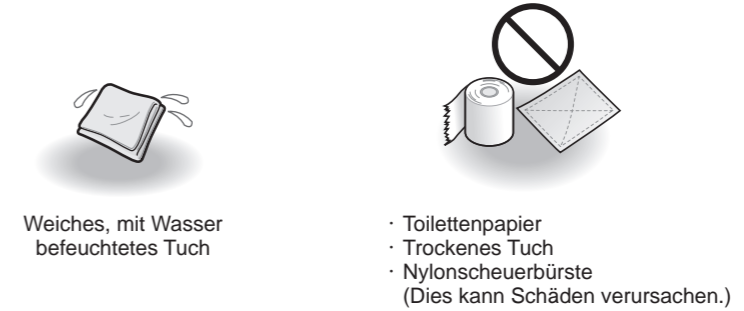 Weiches, mit Wasser
befeuchtetes Tuch
· Toilettenpapier
· Trockenes Tuch
· Nylonscheuerbürste
(Dies kann Schäden verursachen.)